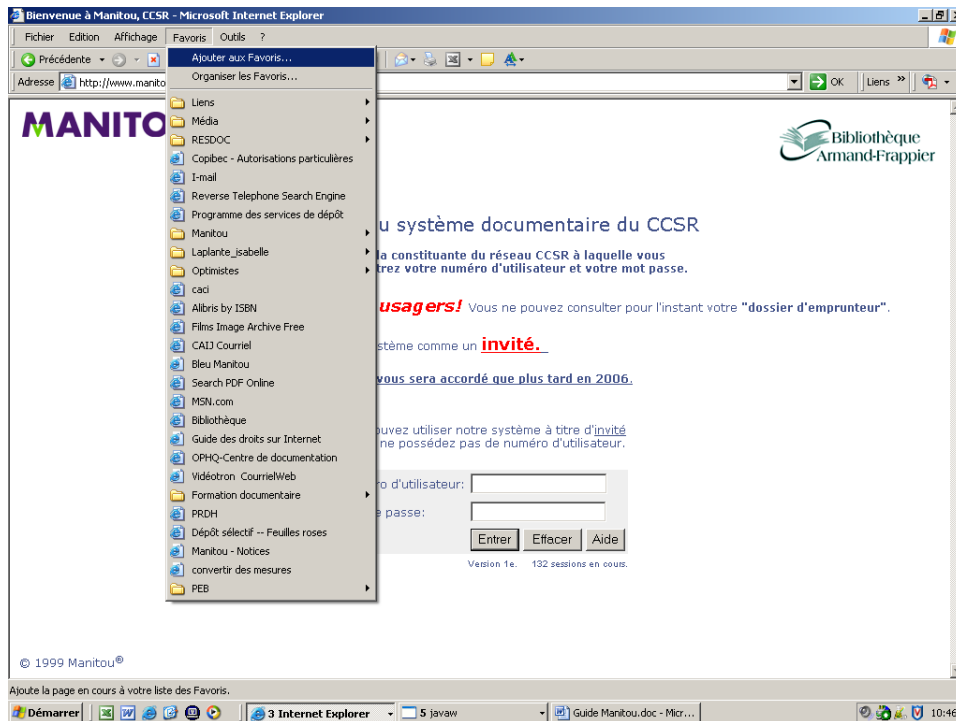 Bienvenue à Manitou, CCSR - Microsoft Internet Explorer
Fichier Edition Affichage Favoris Outils ?
Précédente
Adresse http://www.manito OK Liens »
Ajouter aux Favoris...
Organiser les Favoris...
Liens
Média
RESDOC
Copibec - Autorisations particulières
I-mail
Reverse Telephone Search Engine
Programme des services de dépôt
Manitou
Laplante_isabelle
Optimistes
caci
Alibris by ISBN
Films Image Archive Free
CAIJ Courriel
Bleu Manitou
Search PDF Online
MSN.com
Bibliothèque
Guide des droits sur Internet
OPHQ-Centre de documentation
Vidéotron CourrielWeb
Formation documentaire
PRDH
Dépôt sélectif -- Feuilles roses
Manitou - Notices
convertir des mesures
PEB
MANITO
Bibliothèque
Armand-Frappier
u système documentaire du CCSR
la constituante du réseau CCSR à laquelle vous
trez votre numéro d'utilisateur et votre mot passe.
usagers! Vous ne pouvez consulter pour l'instant votre "dossier d'emprunteur".
stème comme un invité.
vous sera accordé que plus tard en 2006.
ouvez utiliser notre système à titre d'invité
ne possédez pas de numéro d'utilisateur.
ro d'utilisateur:
e passe:
Entrer Effacer Aide
Version 1e. 132 sessions en cours.
© 1999 Manitou®
Ajoute la page en cours à votre liste des Favoris.
Démarrer 3 Internet Explorer 5 javaw Guide Manitou.doc - Micr... 10:46